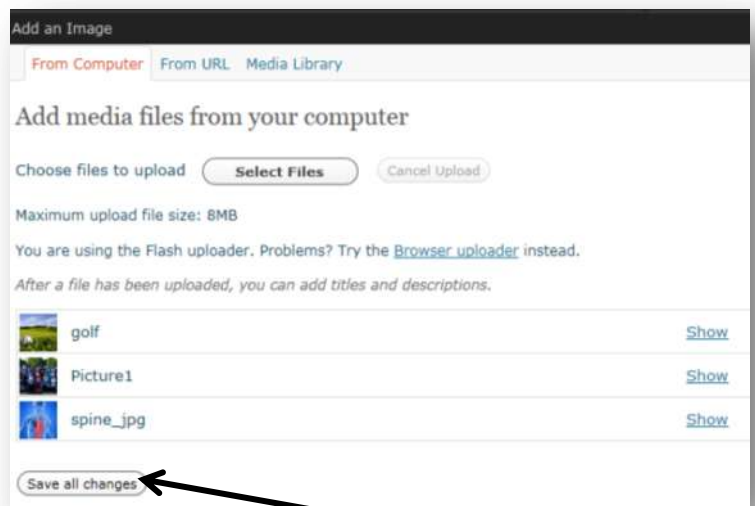 Add an Image
From Computer From URL Media Library
Add media files from your computer
Choose files to upload Select Files Cancel Upload
Maximum upload file size: 8MB
You are using the Flash uploader. Problems? Try the Browser uploader instead.
After a file has been uploaded, you can add titles and descriptions.
golf Show
Picture1 Show
spine_jpg Show
Save all changes